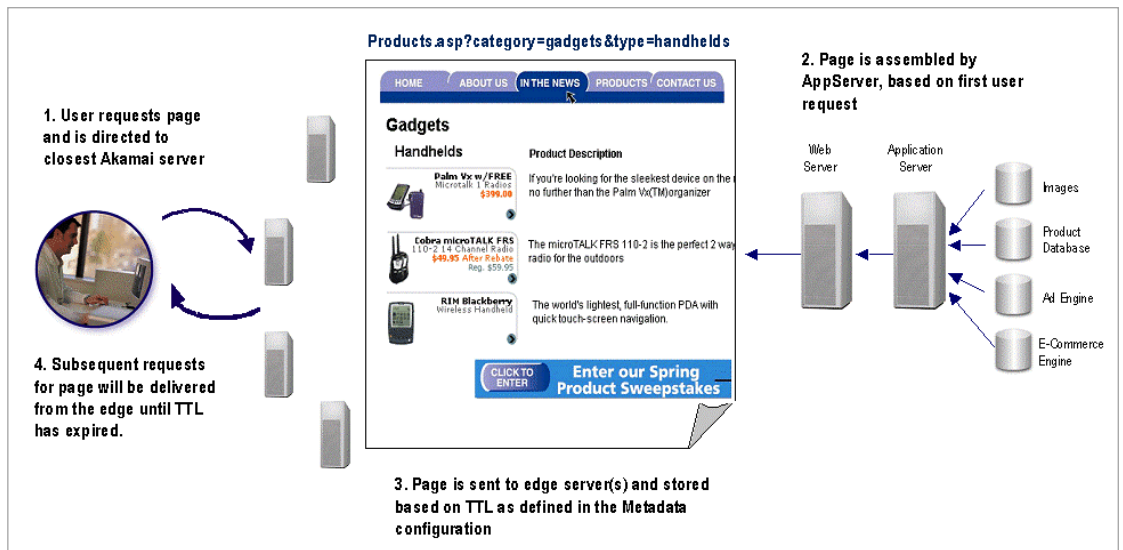 Products.asp?category=gadgets&type=handhelds
1. User requests page
and is directed to
closest Akamai server
HOME
ABOUT US
IN THE NEWS
PRODUCTS
CONTACT US
Gadgets
Handhelds
Product Description
Palm Vx w/FREE
Microtalk 1 Radios
$399.00
If you're looking for the sleekest device on the
no further than the Palm Vx(TM)organizer
Cobra microTALK FRS
110-2 14 Channel Radio
$49.95 After Rebate
Reg. $59.95
The microTALK FRS 110-2 is the perfect 2 way
radio for the outdoors
RIM Blackberry
Wireless Handheld
The world's lightest, full-function PDA with
quick touch-screen navigation.
CLICK TO
ENTER
Enter our Spring
Product Sweepstakes
2. Page is assembled by
AppServer, based on first user
request
Web
Server
Application
Server
Images
Product
Database
Ad Engine
E-Commerce
Engine
4. Subsequent requests
for page will be delivered
from the edge until TTL
has expired.
3. Page is sent to edge server(s) and stored
based on TTL as defined in the Metadata
configuration